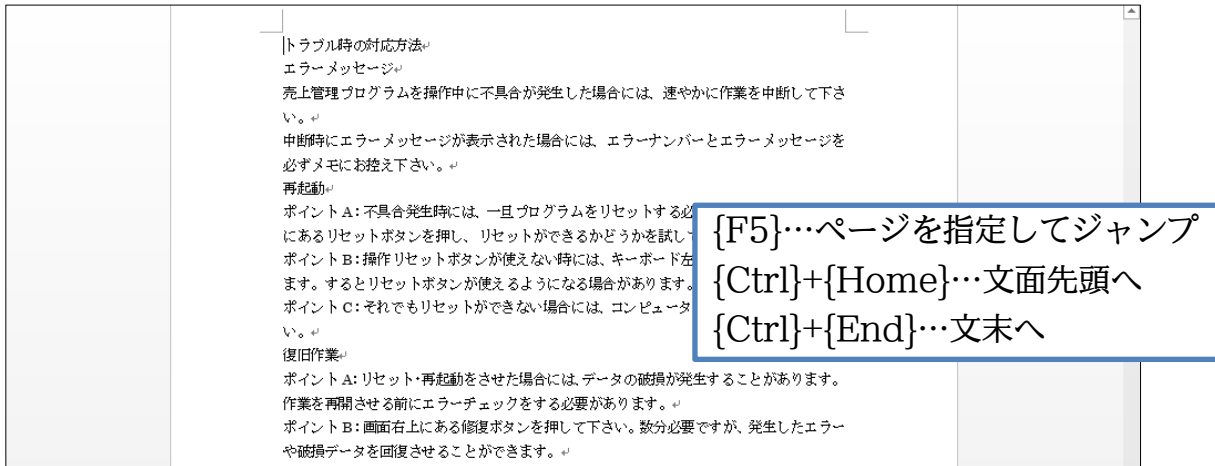 トラブル時の対応方法
エラーメッセージ
売上管理プログラムを操作中に不具合が発生した場合には、速やかに作業を中断して下さ
い。
中断時にエラーメッセージが表示された場合には、エラーナンバーとエラーメッセージを
必ずメモにお控え下さい。
再起動
ポイントA:不具合発生時には、一旦プログラムをリセットする必
にあるリセットボタンを押し、リセットができるかどうかを試し
ポイントB:操作リセットボタンが使えない時には、キーボード左
ます。するとリセットボタンが使えるようになる場合があります。
ポイントC:それでもリセットができない場合には、コンピュータ
い。
復旧作業
ポイントA:リセット・再起動をさせた場合には、データの破損が発生することがあります。
作業を再開させる前にエラーチェックをする必要があります。
ポイントB:画面右上にある修復ボタンを押して下さい。数分必要ですが、発生したエラー
や破損データを回復させることができます。
{F5}…ページを指定してジャンプ
{Ctrl}+{Home}…文面先頭へ
{Ctrl}+{End}…文末へ